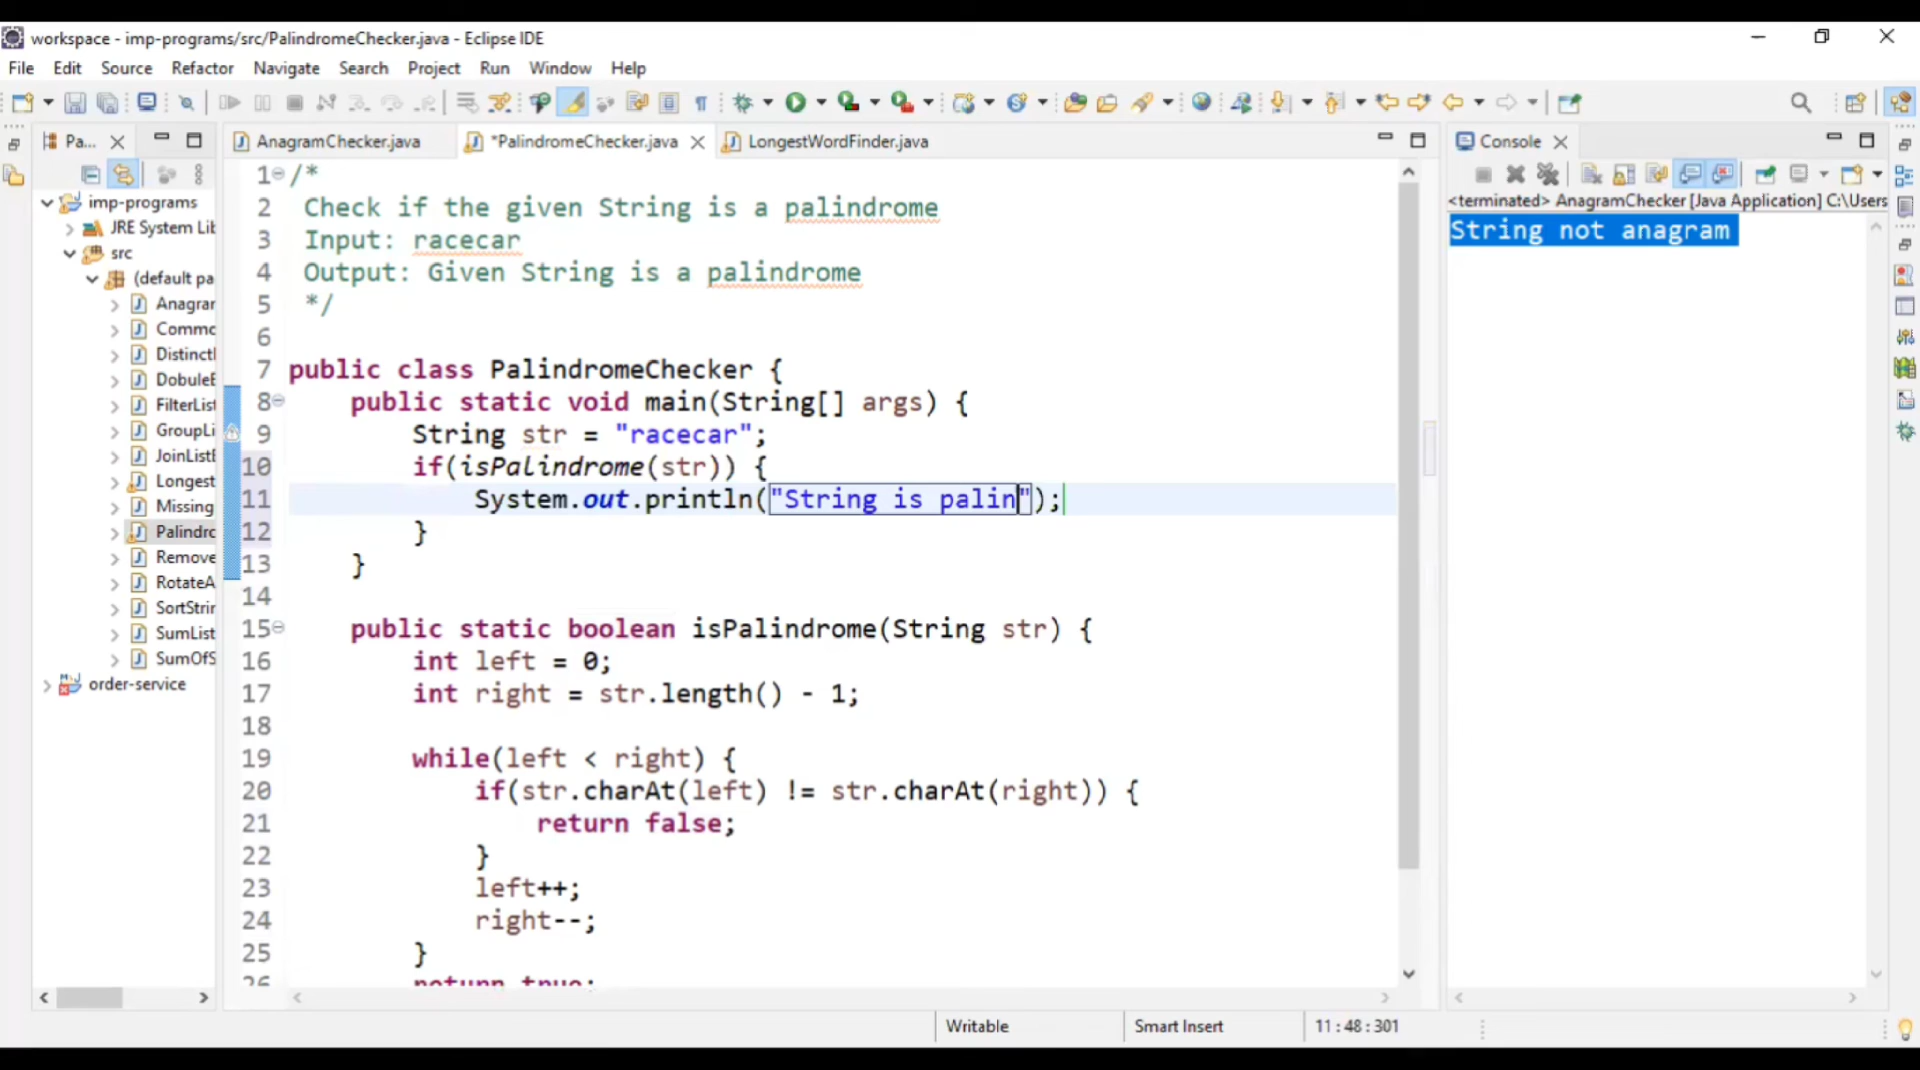 workspace - imp-programs/src/PalindromeChecker.java - Eclipse IDE
File Edit Source Refactor Navigate Search Project Run Window Help
Pa...
AnagramChecker.java
*PalindromeChecker.java
LongestWordFinder.java
Console
<terminated> AnagramChecker [Java Application] C:\Users
String not anagram
imp-programs
JRE System Lib
src
(default pa
Anagrar
Commo
Distinctl
DobuleE
FilterList
GroupLi
JoinListE
Longest
Missing
Palindro
Remove
RotateA
SortStrir
SumList
SumOfS
order-service
1 /*
2 Check if the given String is a palindrome
3 Input: racecar
4 Output: Given String is a palindrome
5 */
6
7 public class PalindromeChecker {
8 public static void main(String[] args) {
9 String str = "racecar";
10 if(isPalindrome(str)) {
11 System.out.println("String is palin");
12 }
13 }
14
15 public static boolean isPalindrome(String str) {
16 int left = 0;
17 int right = str.length() - 1;
18
19 while(left < right) {
20 if(str.charAt(left) != str.charAt(right)) {
21 return false;
22 }
23 left++;
24 right--;
25 }
26 return true;
Writable
Smart Insert
11 : 48 : 301